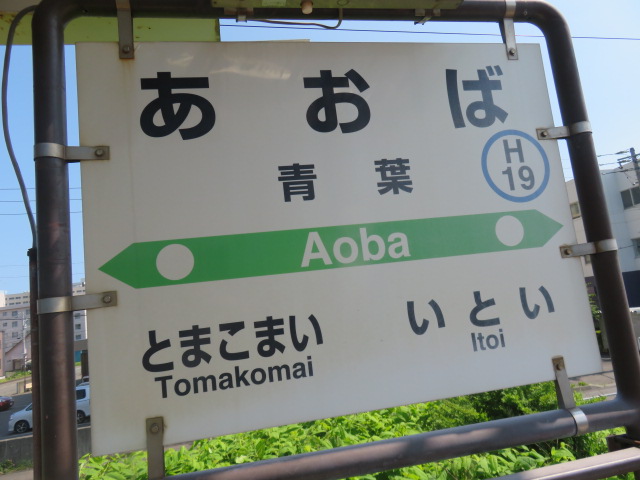 あおば
青葉
H
19
Aoba
とまこまい
Tomakomai
いとい
Itoi